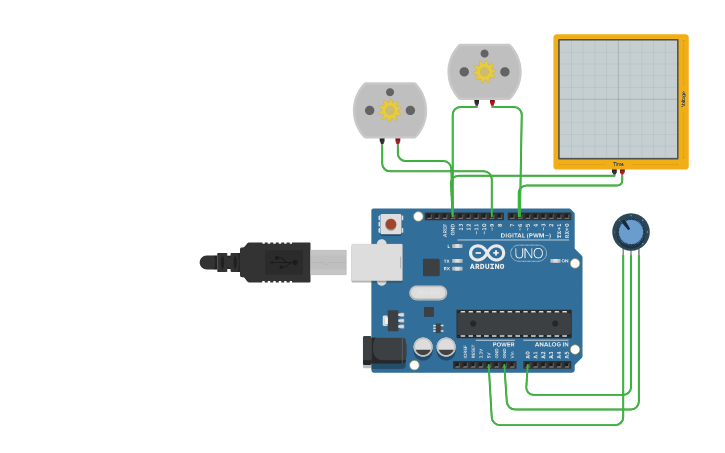 Voltage
Time
AREF
GND
13
12
~11
~10
~9
8
7
~6
~5
4
~3
2
TX→1
RX←0
DIGITAL (PWM~)
L
TX
RX
ARDUINO
UNO
ON
POWER
ANALOG IN
IOREF
RESET
3.3V
5V
GND
GND
Vin
A0
A1
A2
A3
A4
A5